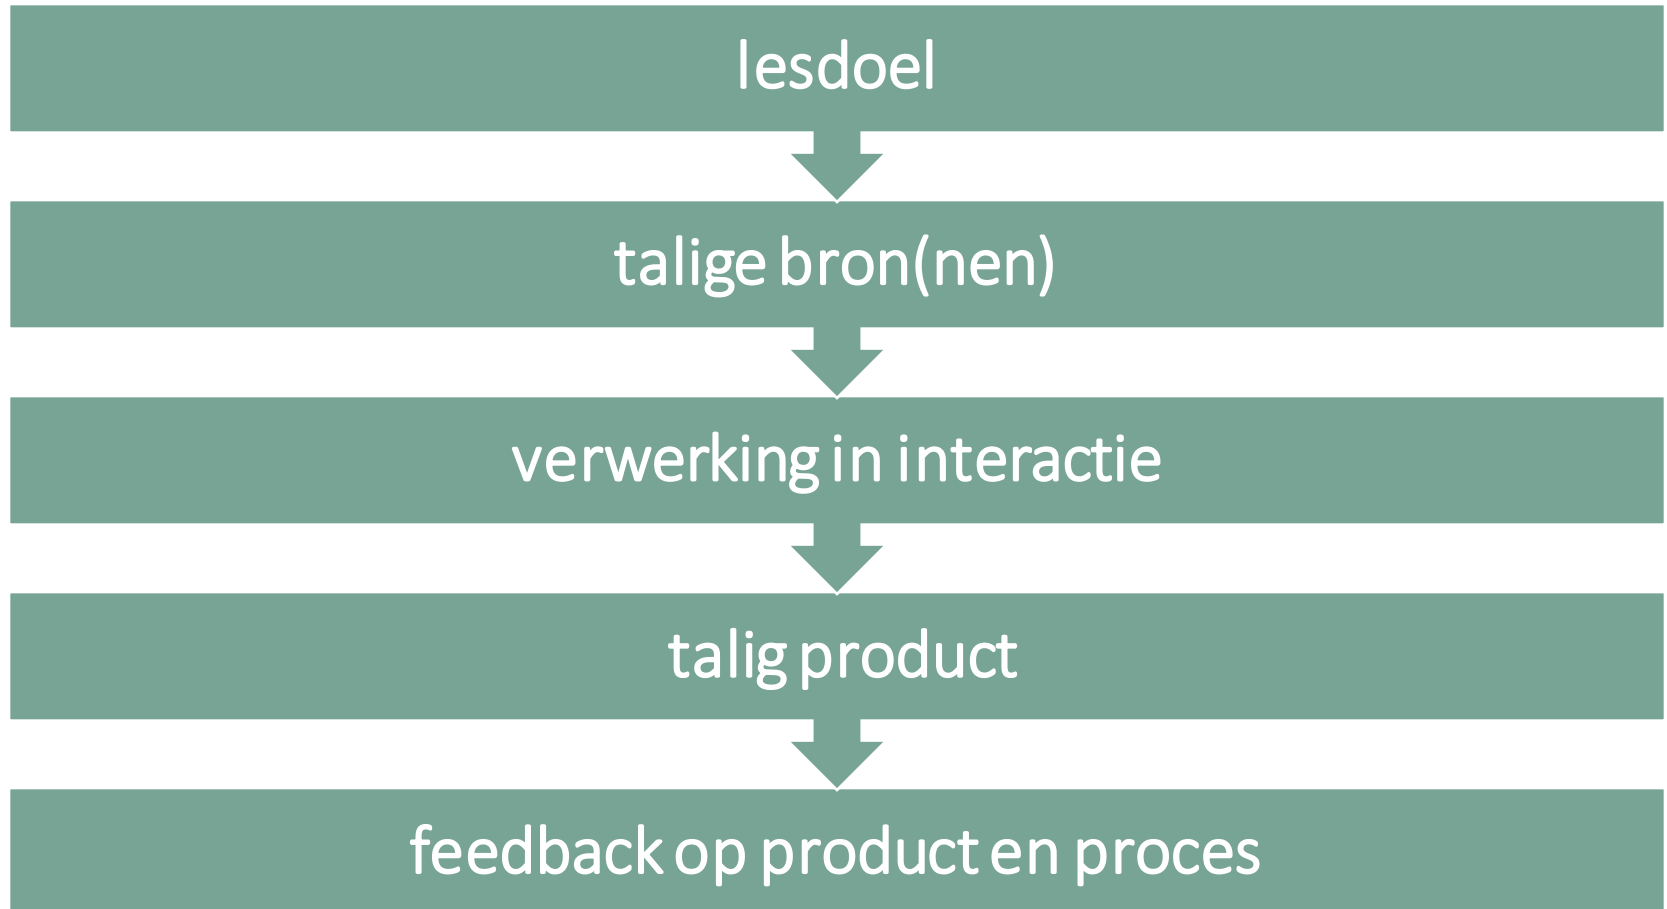 lesdoel
talige bron(nen)
verwerking in interactie
talig product
feedback op product en proces